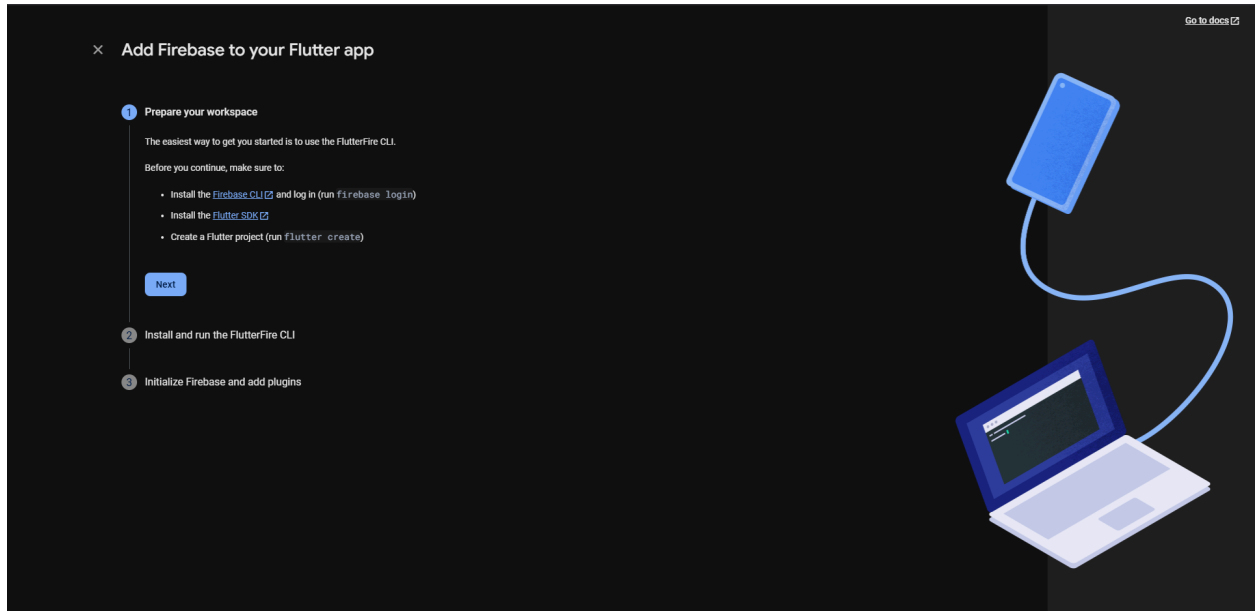 Go to docs
Add Firebase to your Flutter app
1 Prepare your workspace
The easiest way to get you started is to use the FlutterFire CLI.
Before you continue, make sure to:
• Install the Firebase CLI and log in (run firebase login)
• Install the Flutter SDK
• Create a Flutter project (run flutter create)
Next
2 Install and run the FlutterFire CLI
3 Initialize Firebase and add plugins